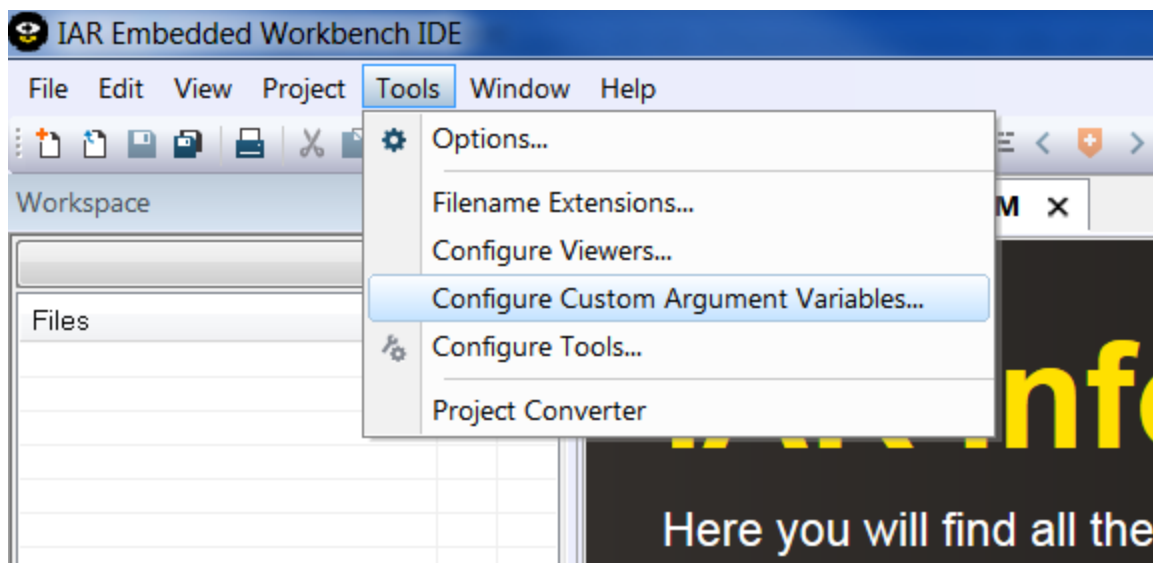 IAR Embedded Workbench IDE
File Edit View Project Tools Window Help
Options...
Workspace
Filename Extensions...
M
Configure Viewers...
Configure Custom Argument Variables...
Files
Configure Tools...
Project Converter
Here you will find all the